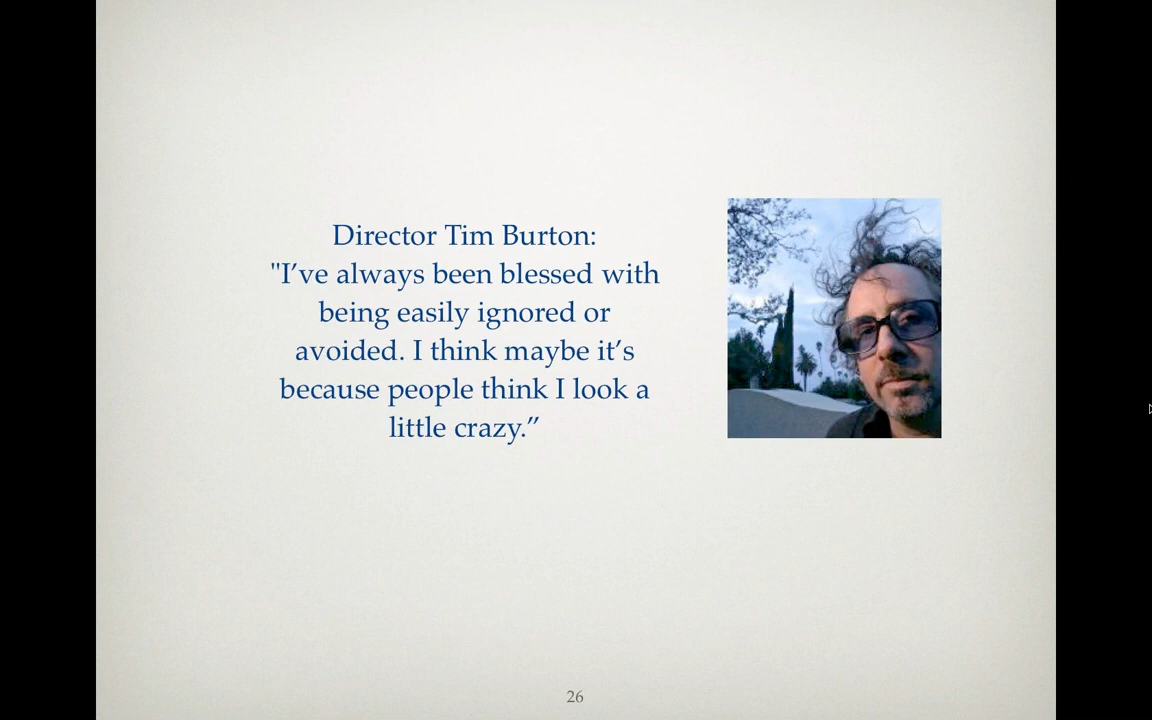 Director Tim Burton:
"I’ve always been blessed with
being easily ignored or
avoided. I think maybe it’s
because people think I look a
little crazy.”
26